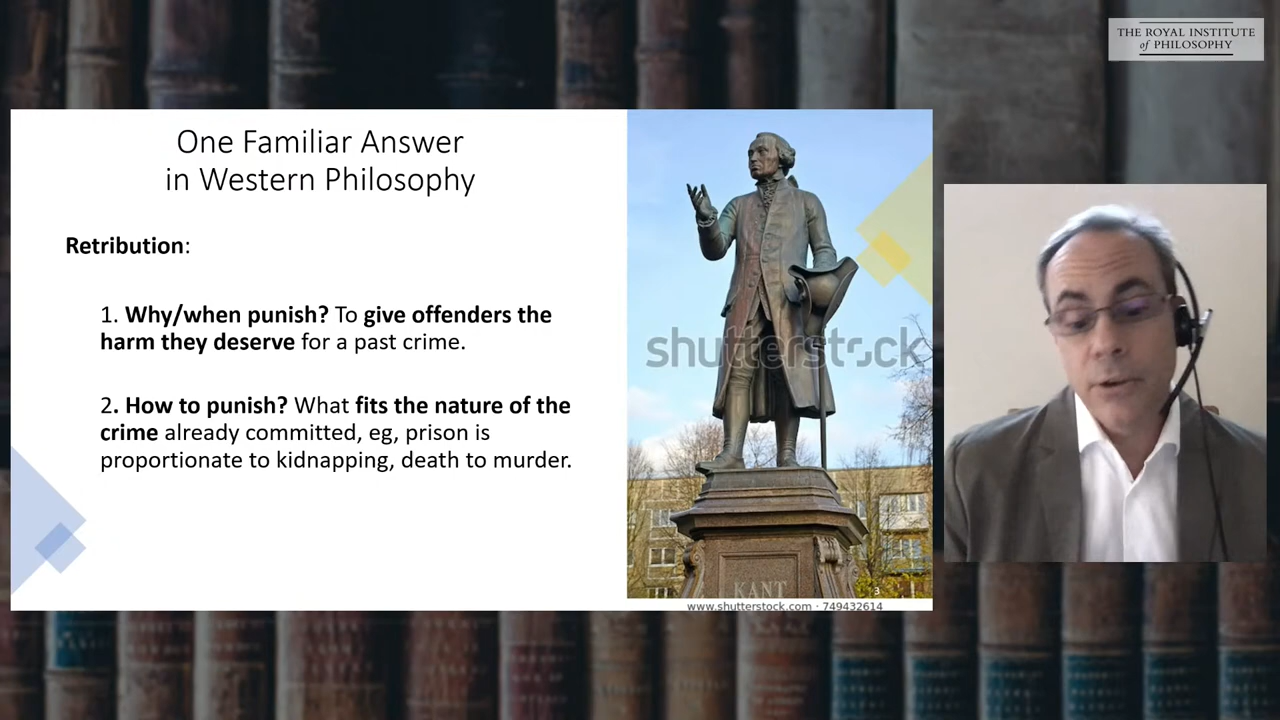 THE ROYAL INSTITUTE
of PHILOSOPHY
One Familiar Answer
in Western Philosophy
Retribution:
1. Why/when punish? To give offenders the
harm they deserve for a past crime.
2. How to punish? What fits the nature of the
crime already committed, eg, prison is
proportionate to kidnapping, death to murder.
shutterstock
KANT
3
www.shutterstock.com · 749432614